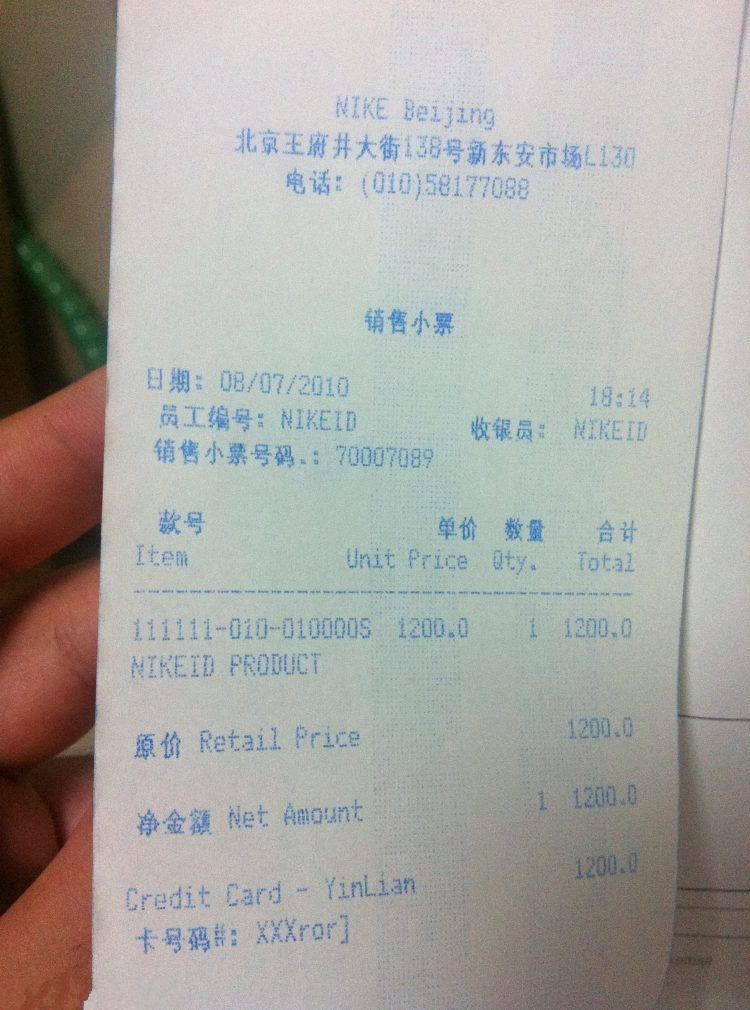 NIKE Beijing
北京王府井大街138号新东安市场L130
电话: (010)58177088
销售小票
日期: 08/07/2010 18:14
员工编号: NIKEID 收银员: NIKEID
销售小票号码.: 70007089
款号 单价 数量 合计
Item Unit Price Qty. Total
111111-010-010000S 1200.0 1 1200.0
NIKEID PRODUCT
原价 Retail Price 1200.0
净金额 Net Amount 1 1200.0
Credit Card - YinLian 1200.0
卡号码#: XXXror]